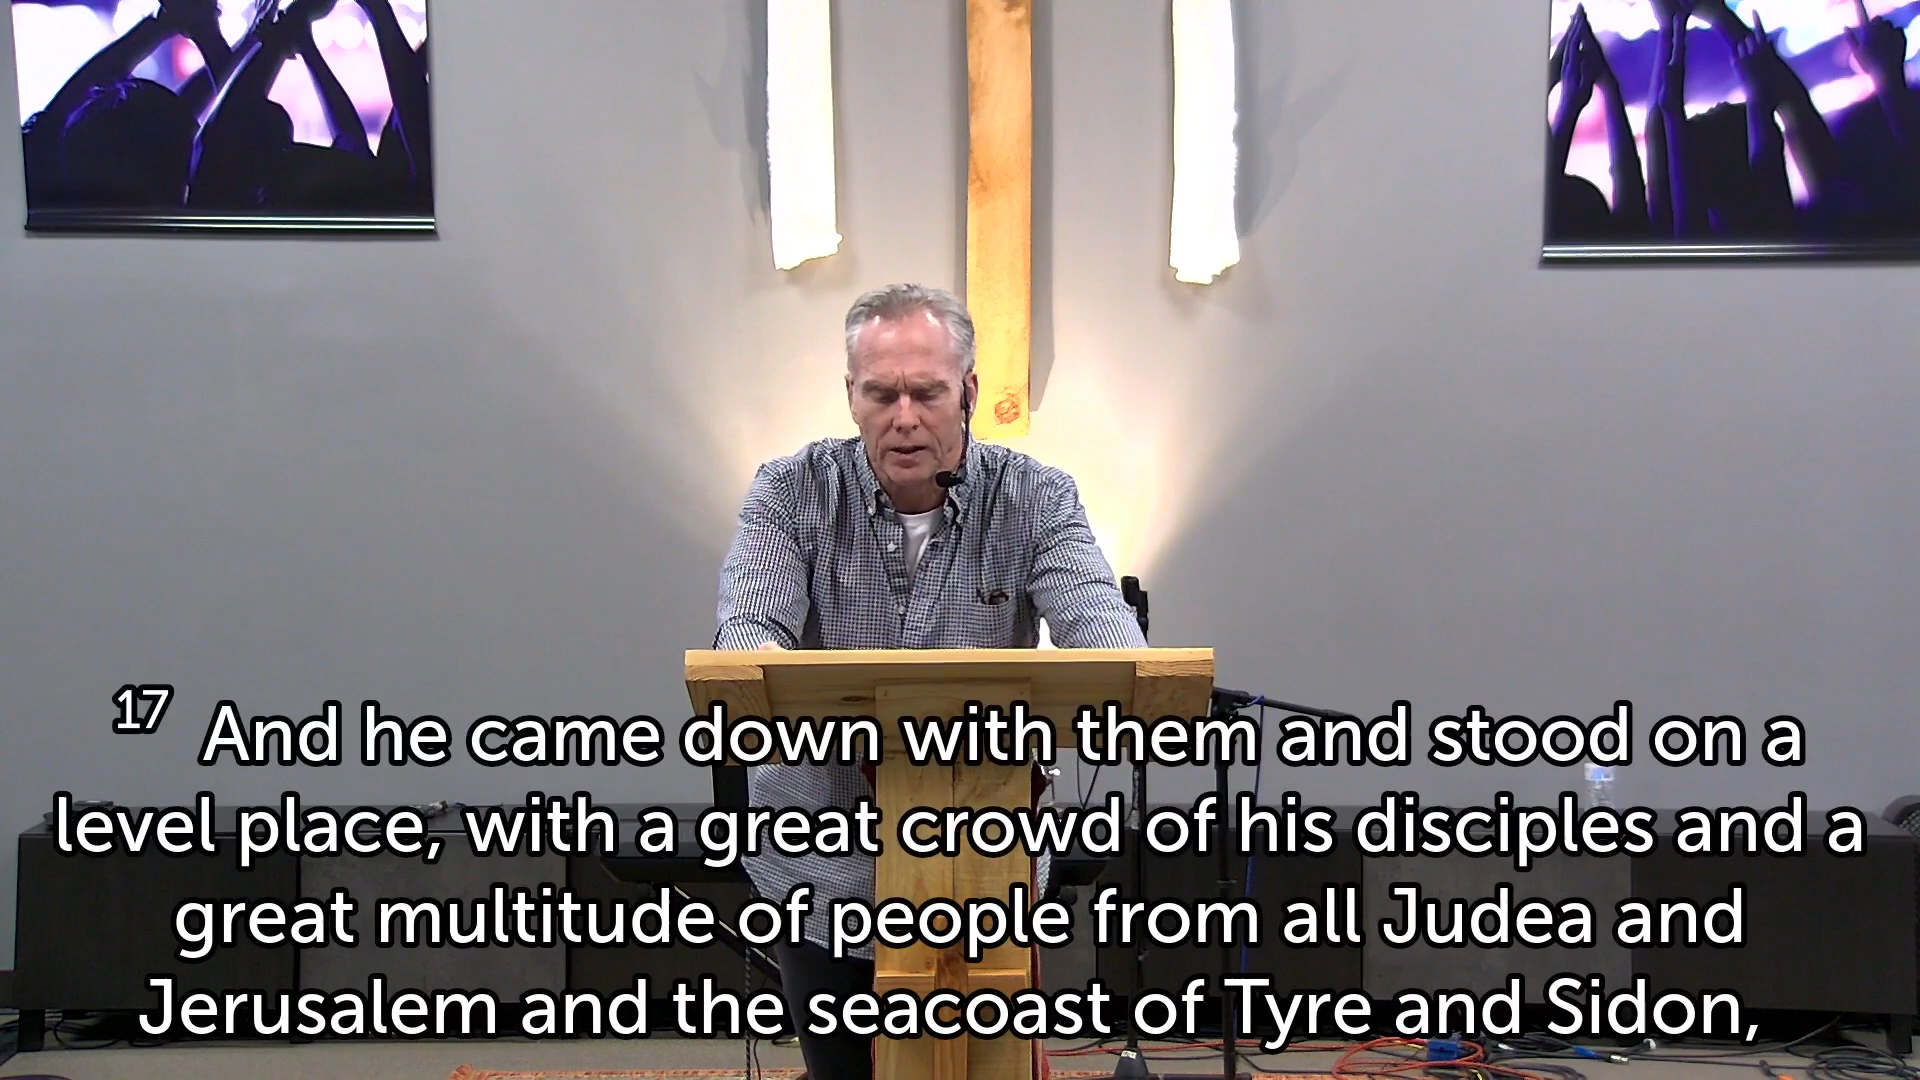 17 And he came down with them and stood on a
level place, with a great crowd of his disciples and a
great multitude of people from all Judea and
Jerusalem and the seacoast of Tyre and Sidon,